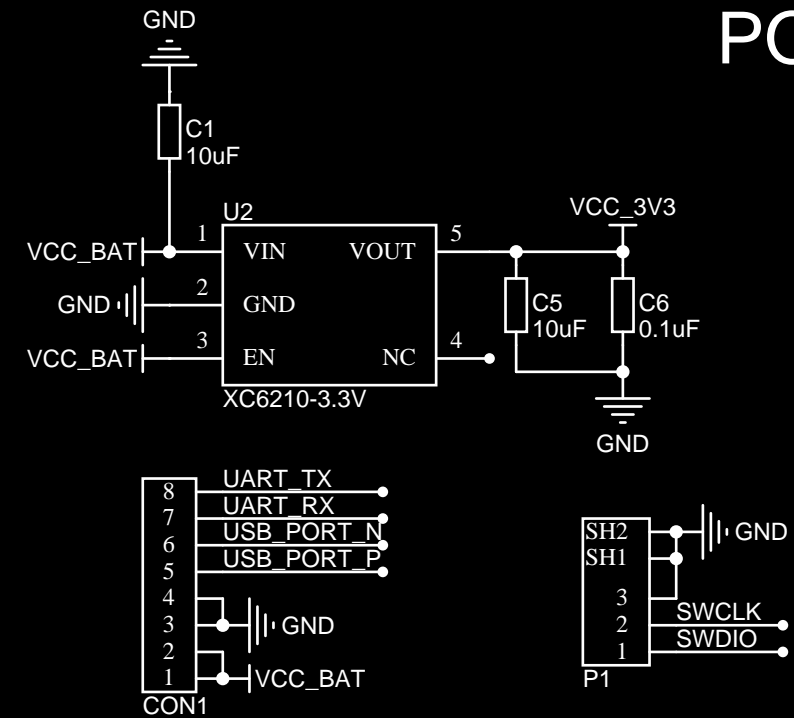 GND
PO
C1
10uF
U2
VCC_3V3
VCC_BAT 1 VIN VOUT 5
GND 2 GND
C5
10uF
C6
0.1uF
VCC_BAT 3 EN NC 4
XC6210-3.3V
GND
8 UART_TX
7 UART_RX
6 USB_PORT_N
5 USB_PORT_P
4
3 GND
2
1 VCC_BAT
CON1
SH2 GND
SH1
3
2 SWCLK
1 SWDIO
P1